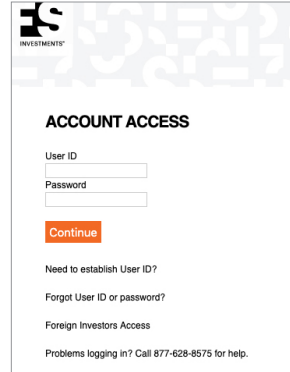 FS
INVESTMENTS
ACCOUNT ACCESS
User ID
Password
Continue
Need to establish User ID?
Forgot User ID or password?
Foreign Investors Access
Problems logging in? Call 877-628-8575 for help.